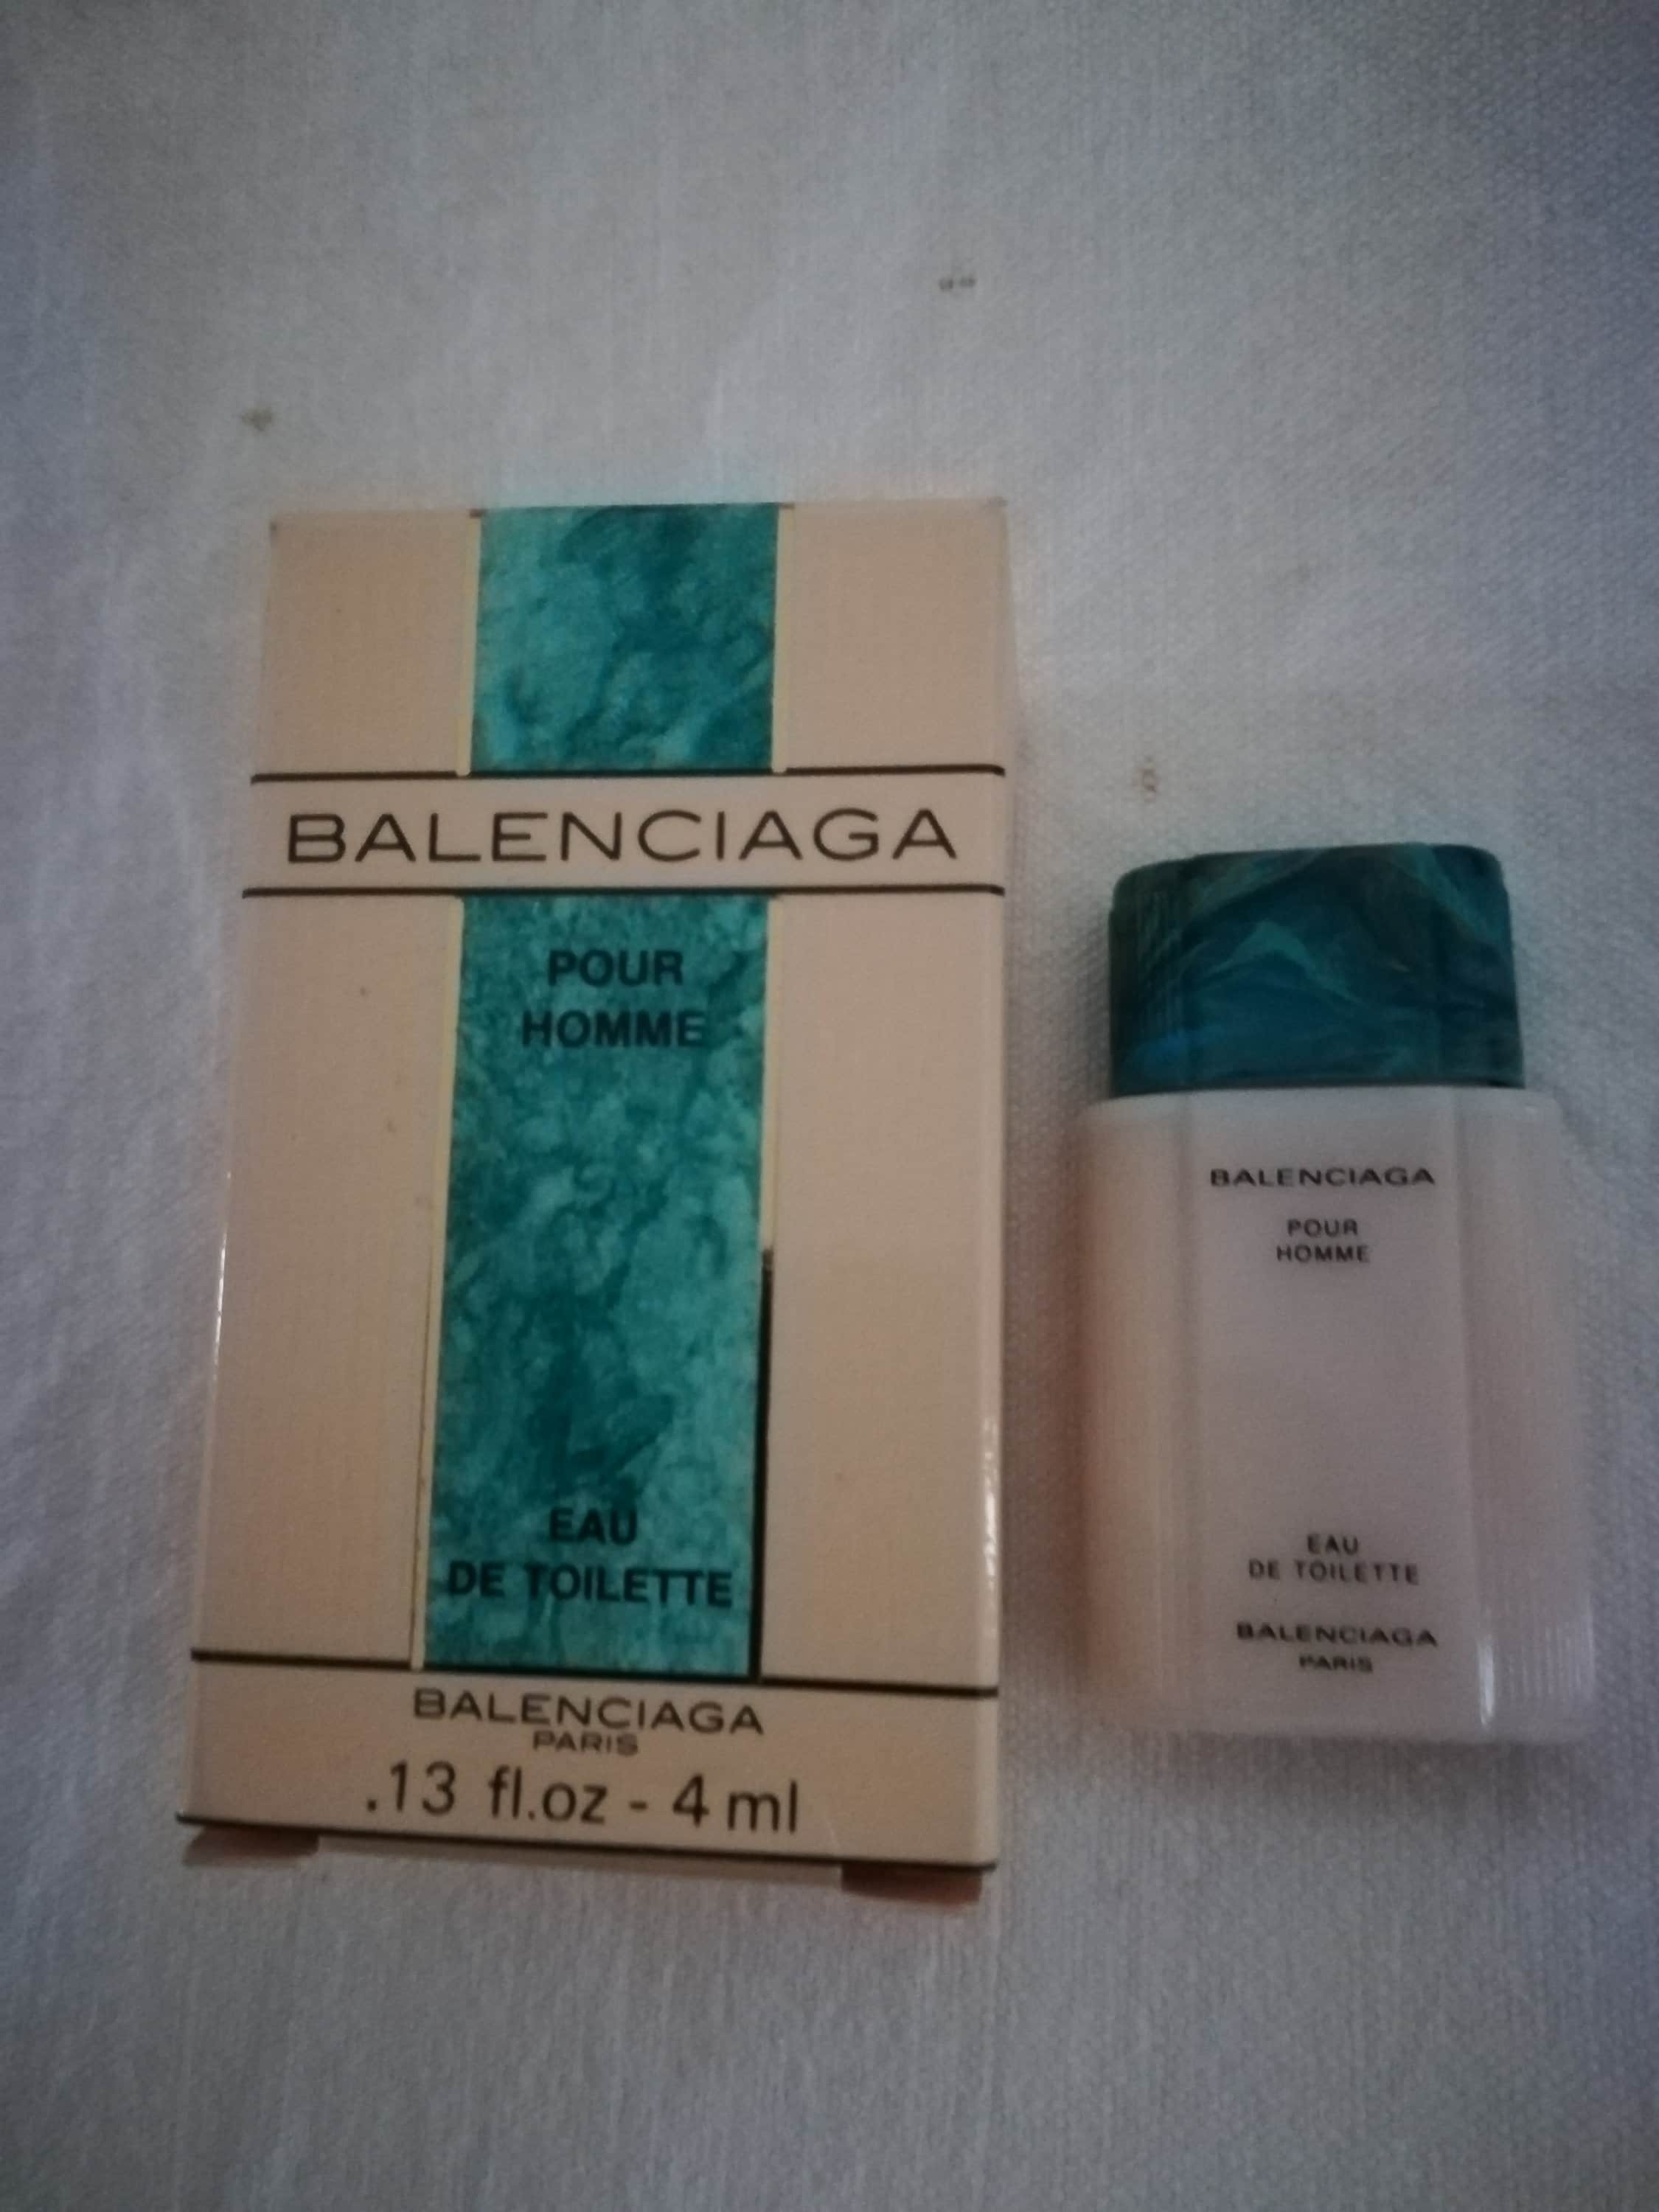 BALENCIAGA
POUR
HOMME
EAU
DE TOILETTE
BALENCIAGA
PARIS
.13 fl.oz - 4 ml
BALENCIAGA
POUR
HOMME
EAU
DE TOILETTE
BALENCIAGA
PARIS